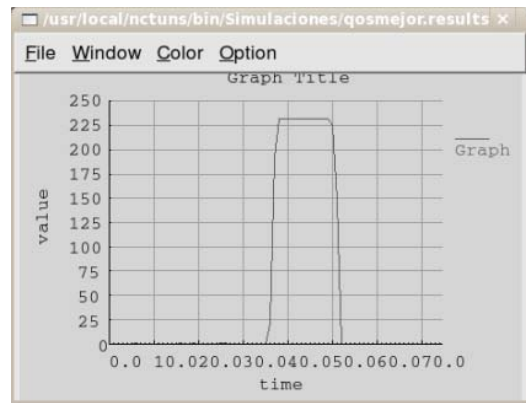 /usr/local/nctuns/bin/Simulaciones/qosmejor.results ×
File Window Color Option
Graph Title
250
225
200
175
150
125
100
75
50
25
0
value
Graph
0.0 10.020.030.040.050.060.070.0
time